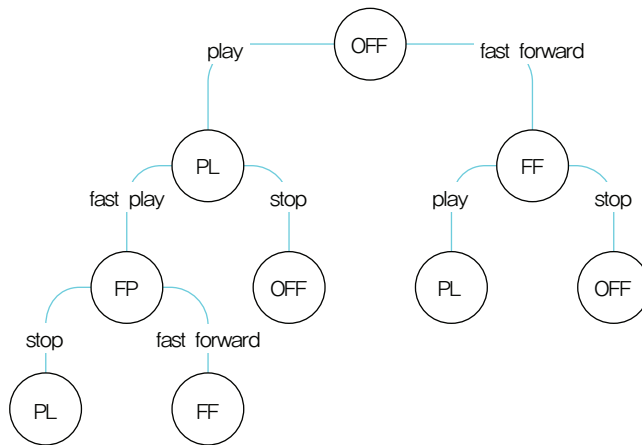 OFF
play
fast forward
PL
FF
fast play
stop
play
stop
FP
OFF
PL
OFF
stop
fast forward
PL
FF